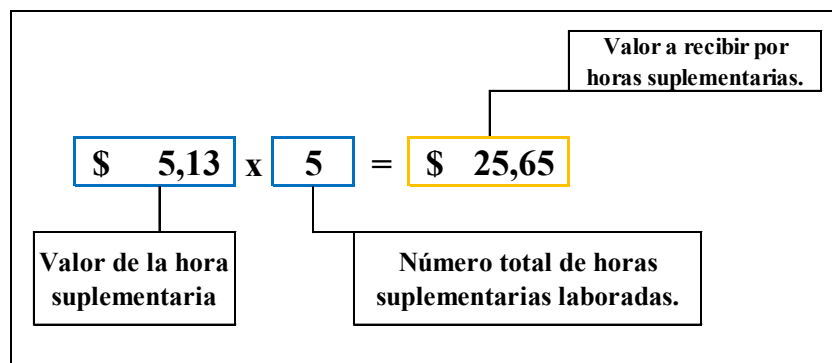 Valor a recibir por
horas suplementarias.
$ 5,13 x 5 = $ 25,65
Valor de la hora
suplementaria
Número total de horas
suplementarias laboradas.